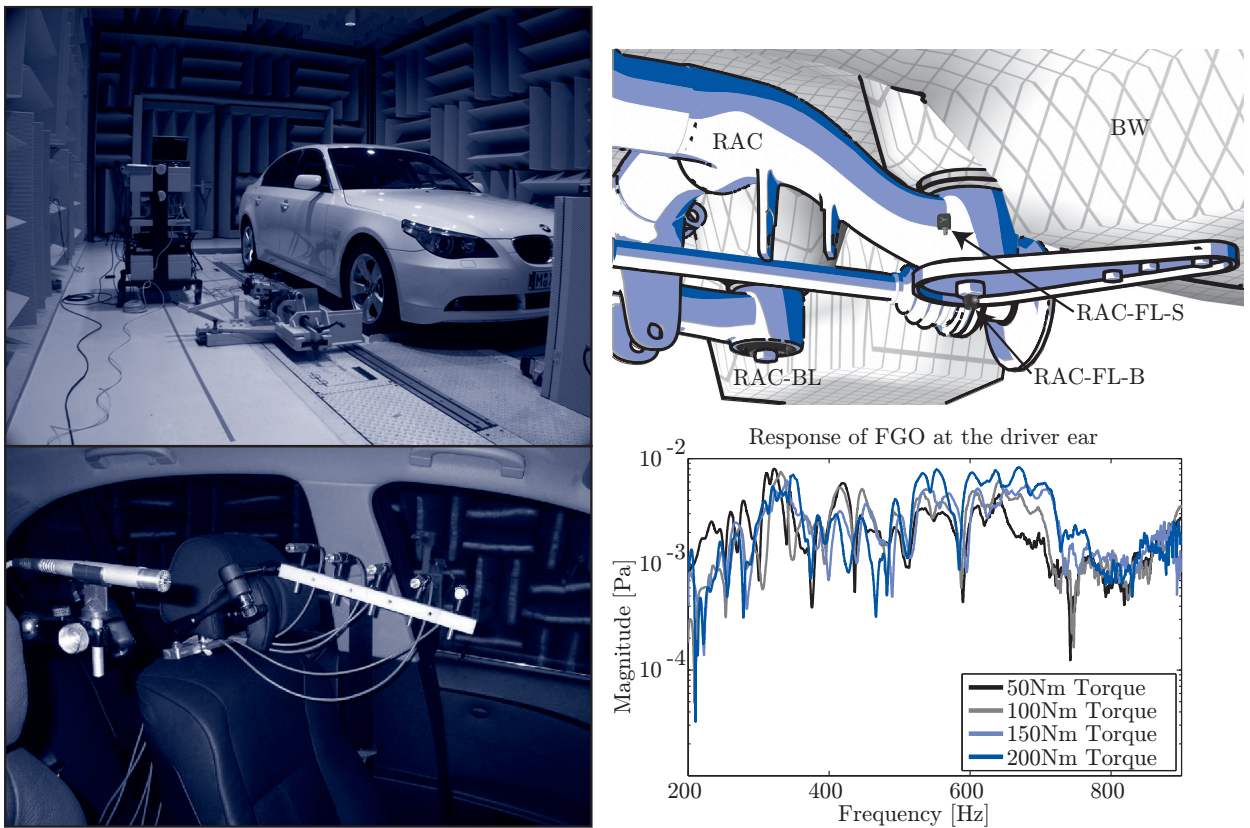 RAC
BW
RAC-FL-S
RAC-FL-B
RAC-BL
Response of FGO at the driver ear
Magnitude [Pa]
10⁻²
10⁻³
10⁻⁴
50Nm Torque
100Nm Torque
150Nm Torque
200Nm Torque
200
400
600
800
Frequency [Hz]